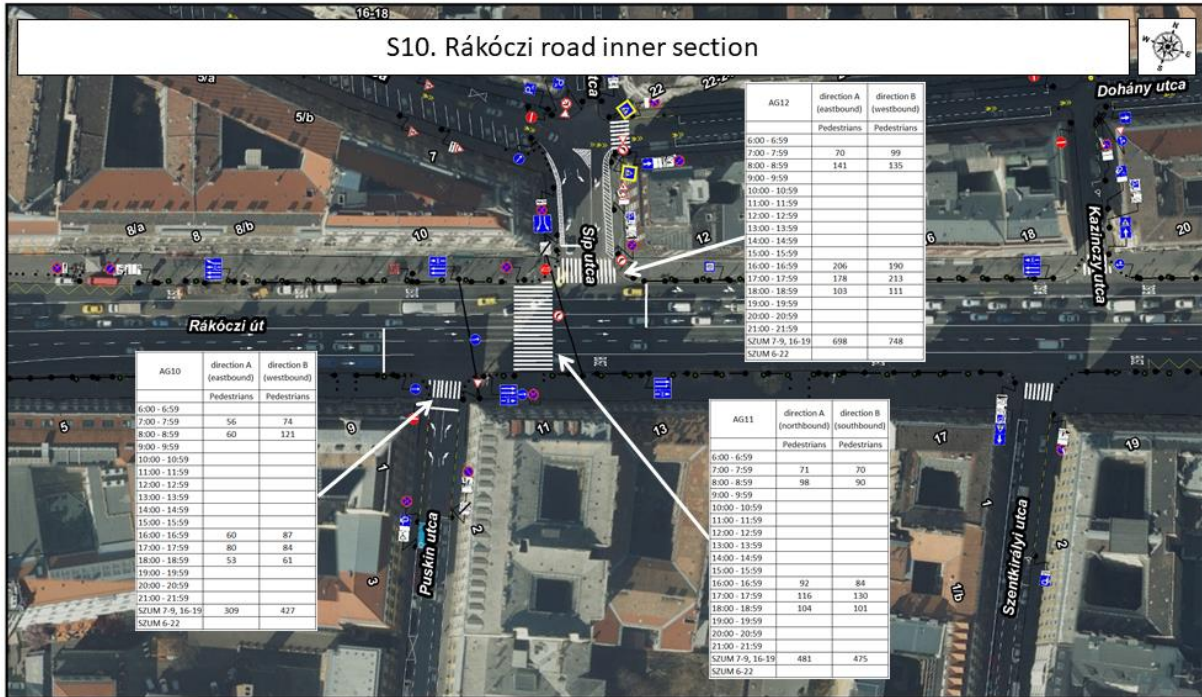 S10. Rákóczi road inner section
16-18
5/a
utca
22
5/b
7
Dohány utca
8/a
8
8/b
10
Síp utca
12
16
18
Kazinczy utca
20
Rákóczi út
AG12 direction A (eastbound) direction B (westbound)
Pedestrians Pedestrians
6:00 - 6:59
7:00 - 7:59 70 99
8:00 - 8:59 141 135
9:00 - 9:59
10:00 - 10:59
11:00 - 11:59
12:00 - 12:59
13:00 - 13:59
14:00 - 14:59
15:00 - 15:59
16:00 - 16:59 206 190
17:00 - 17:59 178 213
18:00 - 18:59 103 111
19:00 - 19:59
20:00 - 20:59
21:00 - 21:59
SZUM 7-9, 16-19 698 748
SZUM 6-22
AG10 direction A (eastbound) direction B (westbound)
Pedestrians Pedestrians
6:00 - 6:59
7:00 - 7:59 56 74
8:00 - 8:59 60 121
9:00 - 9:59
10:00 - 10:59
11:00 - 11:59
12:00 - 12:59
13:00 - 13:59
14:00 - 14:59
15:00 - 15:59
16:00 - 16:59 60 87
17:00 - 17:59 80 84
18:00 - 18:59 53 61
19:00 - 19:59
20:00 - 20:59
21:00 - 21:59
SZUM 7-9, 16-19 309 427
SZUM 6-22
AG11 direction A (northbound) direction B (southbound)
Pedestrians Pedestrians
6:00 - 6:59
7:00 - 7:59 71 70
8:00 - 8:59 98 90
9:00 - 9:59
10:00 - 10:59
11:00 - 11:59
12:00 - 12:59
13:00 - 13:59
14:00 - 14:59
15:00 - 15:59
16:00 - 16:59 92 84
17:00 - 17:59 116 130
18:00 - 18:59 104 101
19:00 - 19:59
20:00 - 20:59
21:00 - 21:59
SZUM 7-9, 16-19 481 475
SZUM 6-22
5
9
11
13
17
19
1
2
3
Puskin utca
1
2
1/b
Szentkirályi utca